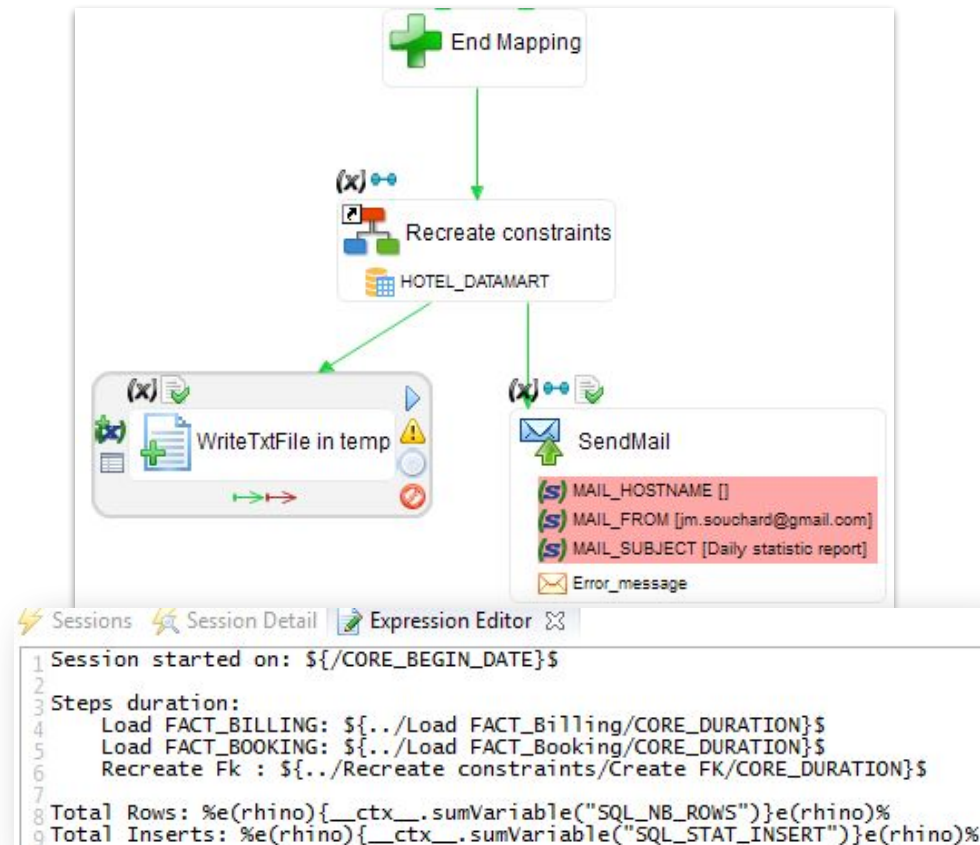 End Mapping
(x)
Recreate constraints
HOTEL_DATAMART
(x)
(x)
(x)
WriteTxtFile in temp
SendMail
(s) MAIL_HOSTNAME []
(s) MAIL_FROM [jm.souchard@gmail.com]
(s) MAIL_SUBJECT [Daily statistic report]
Error_message
Sessions Session Detail Expression Editor
1 Session started on: ${/CORE_BEGIN_DATE}$
2
3 Steps duration:
4 Load FACT_BILLING: ${../Load FACT_Billing/CORE_DURATION}$
5 Load FACT_BOOKING: ${../Load FACT_Booking/CORE_DURATION}$
6 Recreate Fk : ${../Recreate constraints/Create FK/CORE_DURATION}$
7
8 Total Rows: %e(rhino){__ctx__.sumVariable("SQL_NB_ROWS")}e(rhino)%
9 Total Inserts: %e(rhino){__ctx__.sumVariable("SQL_STAT_INSERT")}e(rhino)%